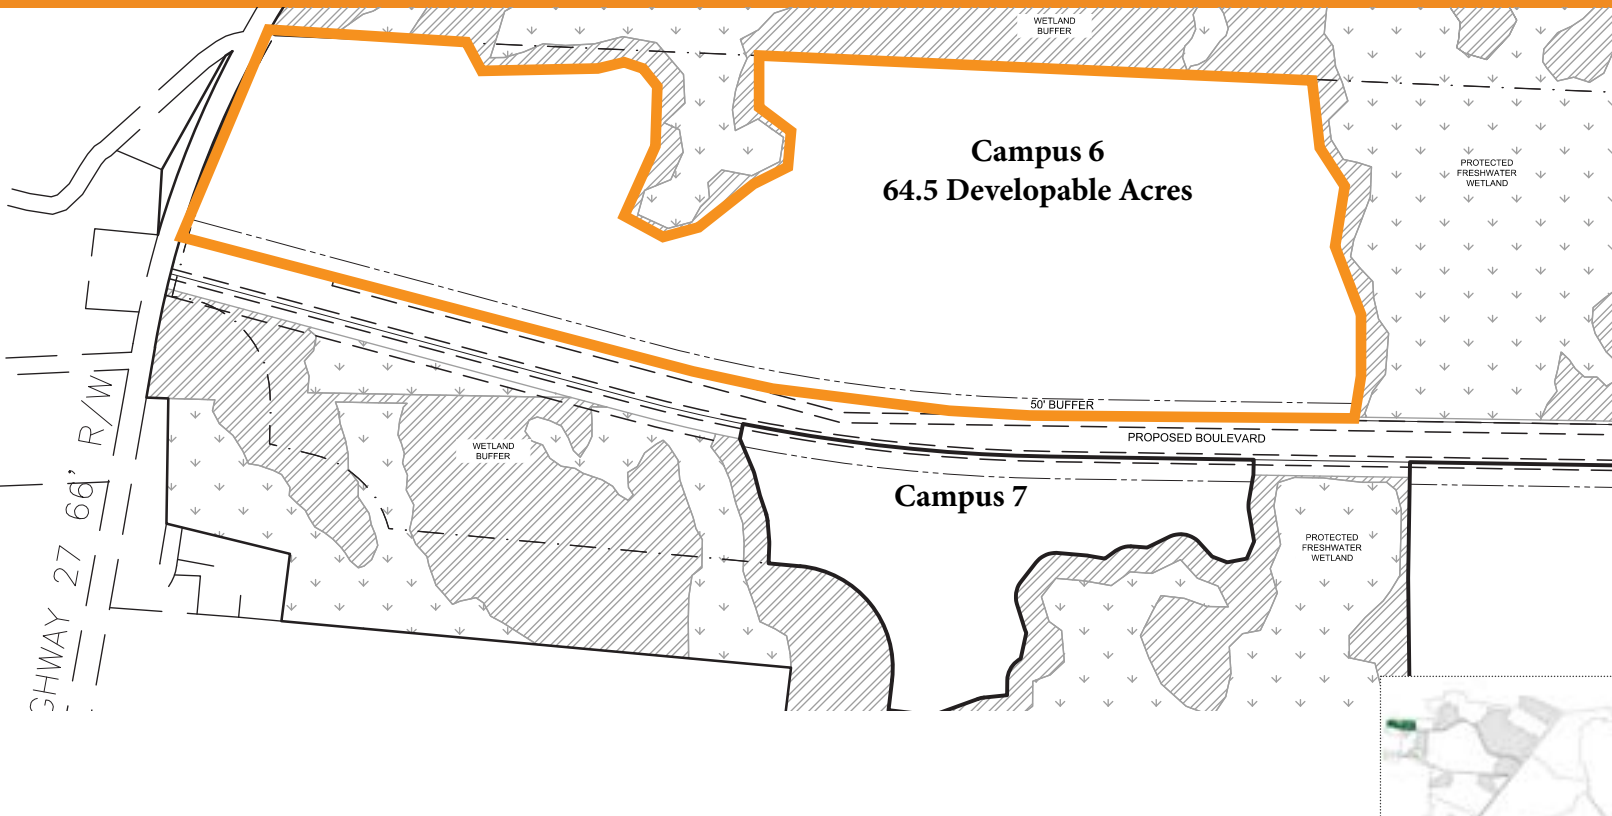 WETLAND
BUFFER
Campus 6
64.5 Developable Acres
PROTECTED
FRESHWATER
WETLAND
50' BUFFER
PROPOSED BOULEVARD
WETLAND
BUFFER
Campus 7
PROTECTED
FRESHWATER
WETLAND
GHWAY 27 66' R/W